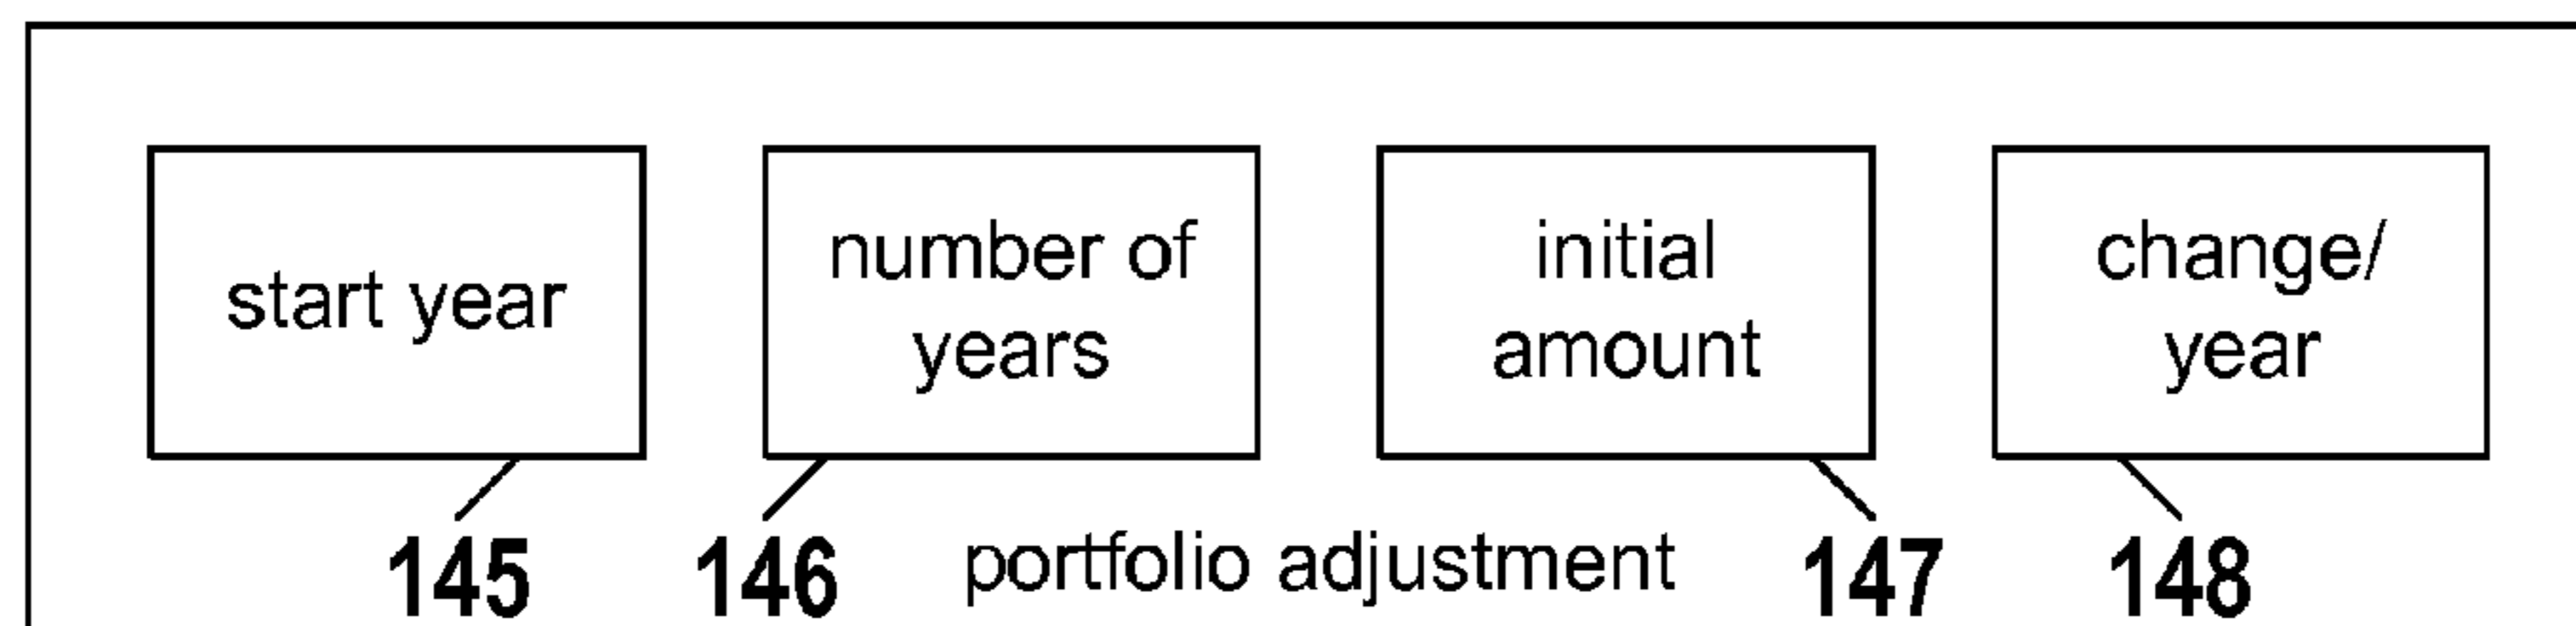 start year
number of
years
initial
amount
change/
year
145
146
portfolio adjustment
147
148